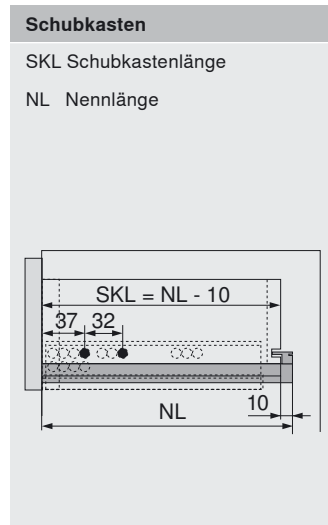 Schubkasten
SKL Schubkastenlänge
NL Nennlänge
SKL = NL - 10
37 32
NL 10